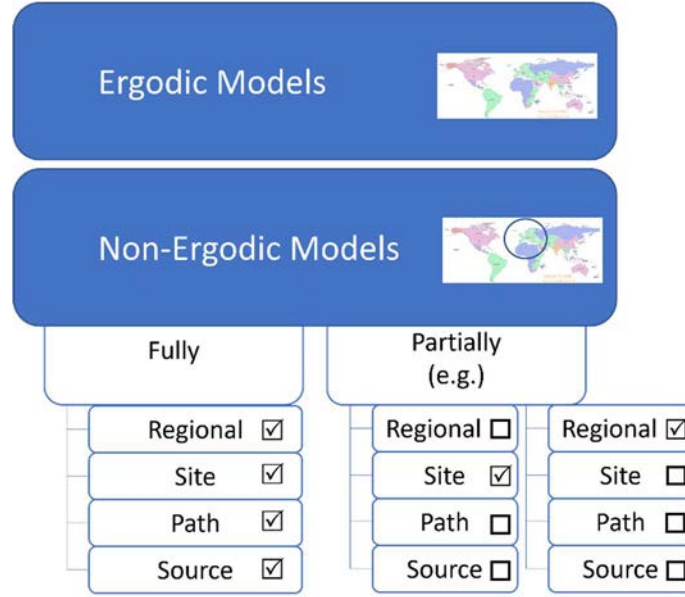 Ergodic Models
Non-Ergodic Models
Fully
Partially
(e.g.)
Regional ☑
Site ☑
Path ☑
Source ☑
Regional ☐
Site ☑
Path ☐
Source ☐
Regional ☑
Site ☐
Path ☐
Source ☐